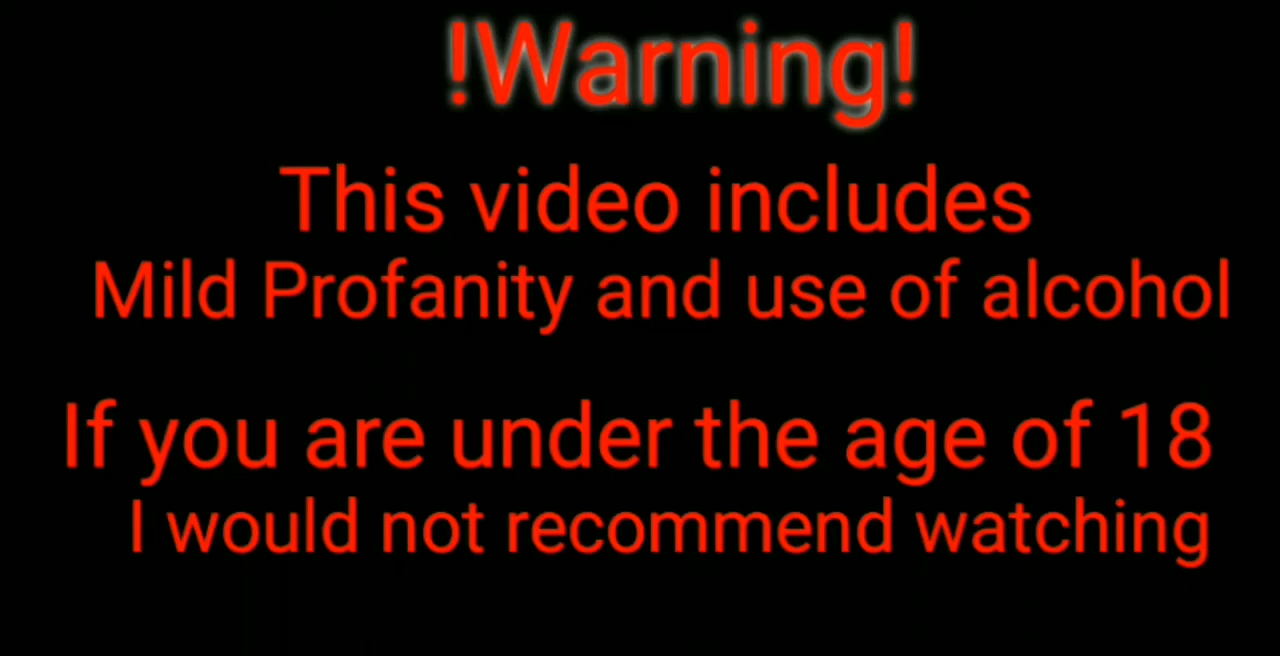 !Warning!
This video includes
Mild Profanity and use of alcohol
If you are under the age of 18
I would not recommend watching